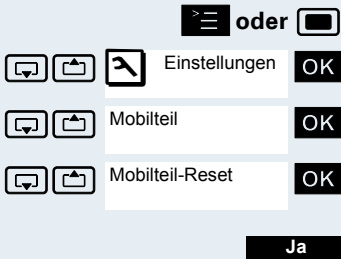 oder
Einstellungen OK
Mobilteil OK
Mobilteil-Reset OK
Ja